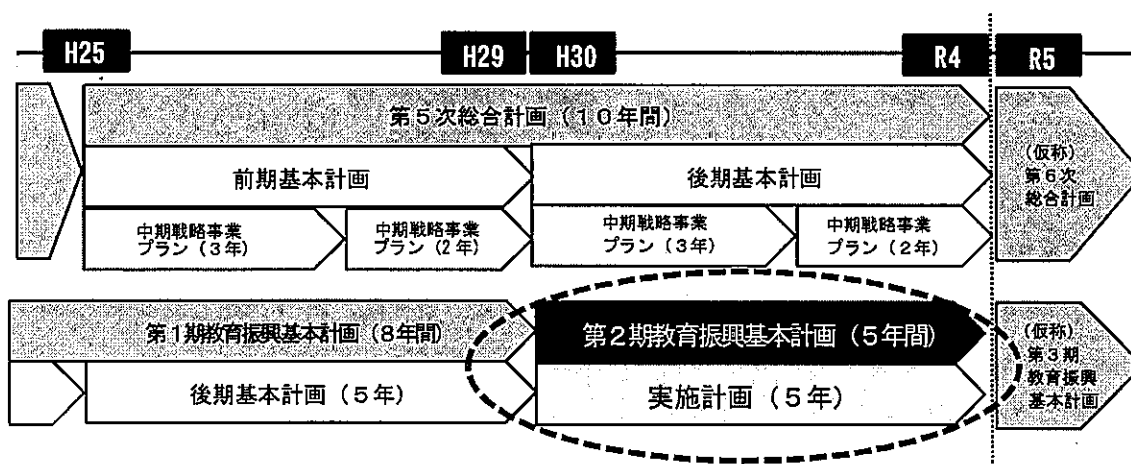 H25
H29
H30
R4
R5
第5次総合計画（10年間）
前期基本計画
後期基本計画
中期戦略事業
プラン（3年）
中期戦略事業
プラン（2年）
中期戦略事業
プラン（3年）
中期戦略事業
プラン（2年）
（仮称）
第6次
総合計画
第1期教育振興基本計画（8年間）
第2期教育振興基本計画（5年間）
後期基本計画（5年）
実施計画（5年）
（仮称）
第3期
教育振興
基本計画